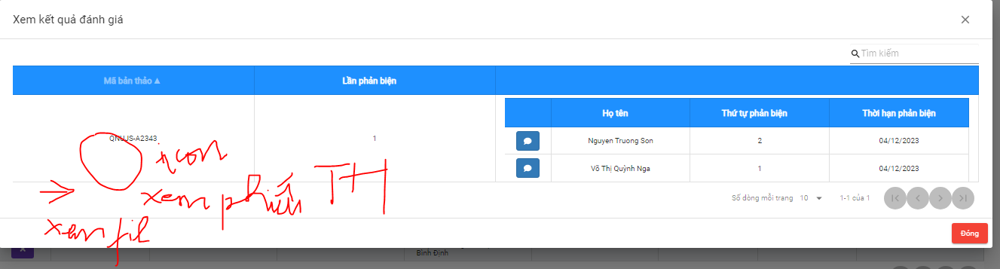 Xem kết quả đánh giá
Tìm kiếm
Mã bản thảo Lần phản biện
Họ tên Thứ tự phản biện Thời hạn phản biện
QNUJS-A2343 1
Nguyen Truong Son 2 04/12/2023
Võ Thị Quỳnh Nga 1 04/12/2023
icon
xem phiếu TH
⇒
xem fil
Số dòng mỗi trang 10 1-1 của 1
Đóng
Bình Định